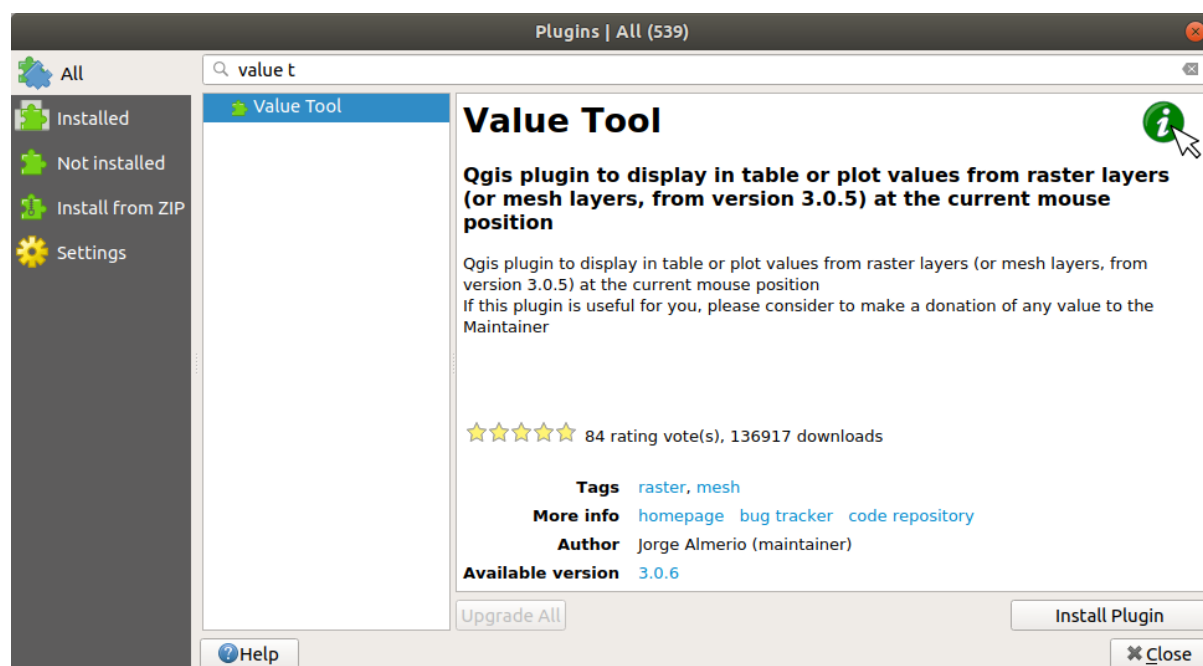 Plugins | All (539)
All
Installed
Not installed
Install from ZIP
Settings
value t
Value Tool
Value Tool
Qgis plugin to display in table or plot values from raster layers
(or mesh layers, from version 3.0.5) at the current mouse
position
Qgis plugin to display in table or plot values from raster layers (or mesh layers, from
version 3.0.5) at the current mouse position
If this plugin is useful for you, please consider to make a donation of any value to the
Maintainer
84 rating vote(s), 136917 downloads
Tags raster, mesh
More info homepage bug tracker code repository
Author Jorge Almerio (maintainer)
Available version 3.0.6
Upgrade All
Install Plugin
Help
Close